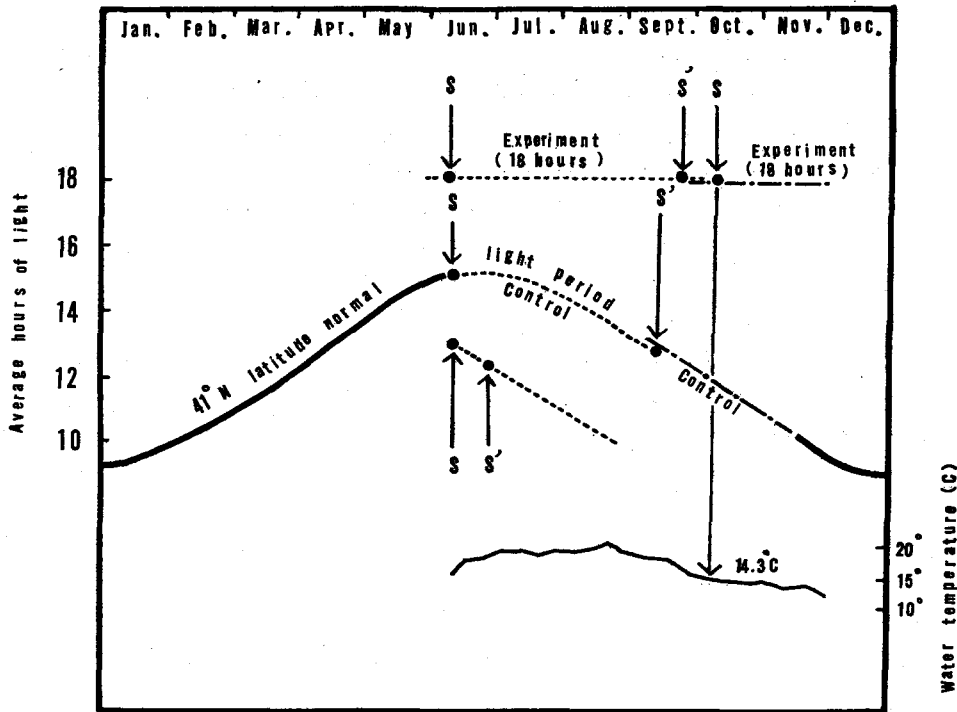 Jan. Feb. Mar. Apr. May Jun. Jul. Aug. Sept. Oct. Nov. Dec.
S S' S
Experiment
(18 hours)
Experiment
(18 hours)
18
S S'
16
light period
Control
14
41° N latitude normal
12
Control
10
S S'
Average hours of light
14.3°C
20°
15°
10°
Water temperature (C)